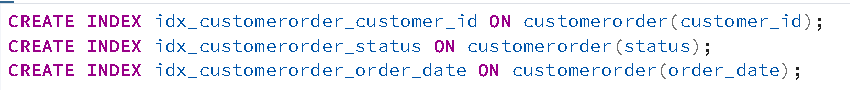 CREATE INDEX idx_customerorder_customer_id ON customerorder(customer_id);
CREATE INDEX idx_customerorder_status ON customerorder(status);
CREATE INDEX idx_customerorder_order_date ON customerorder(order_date);